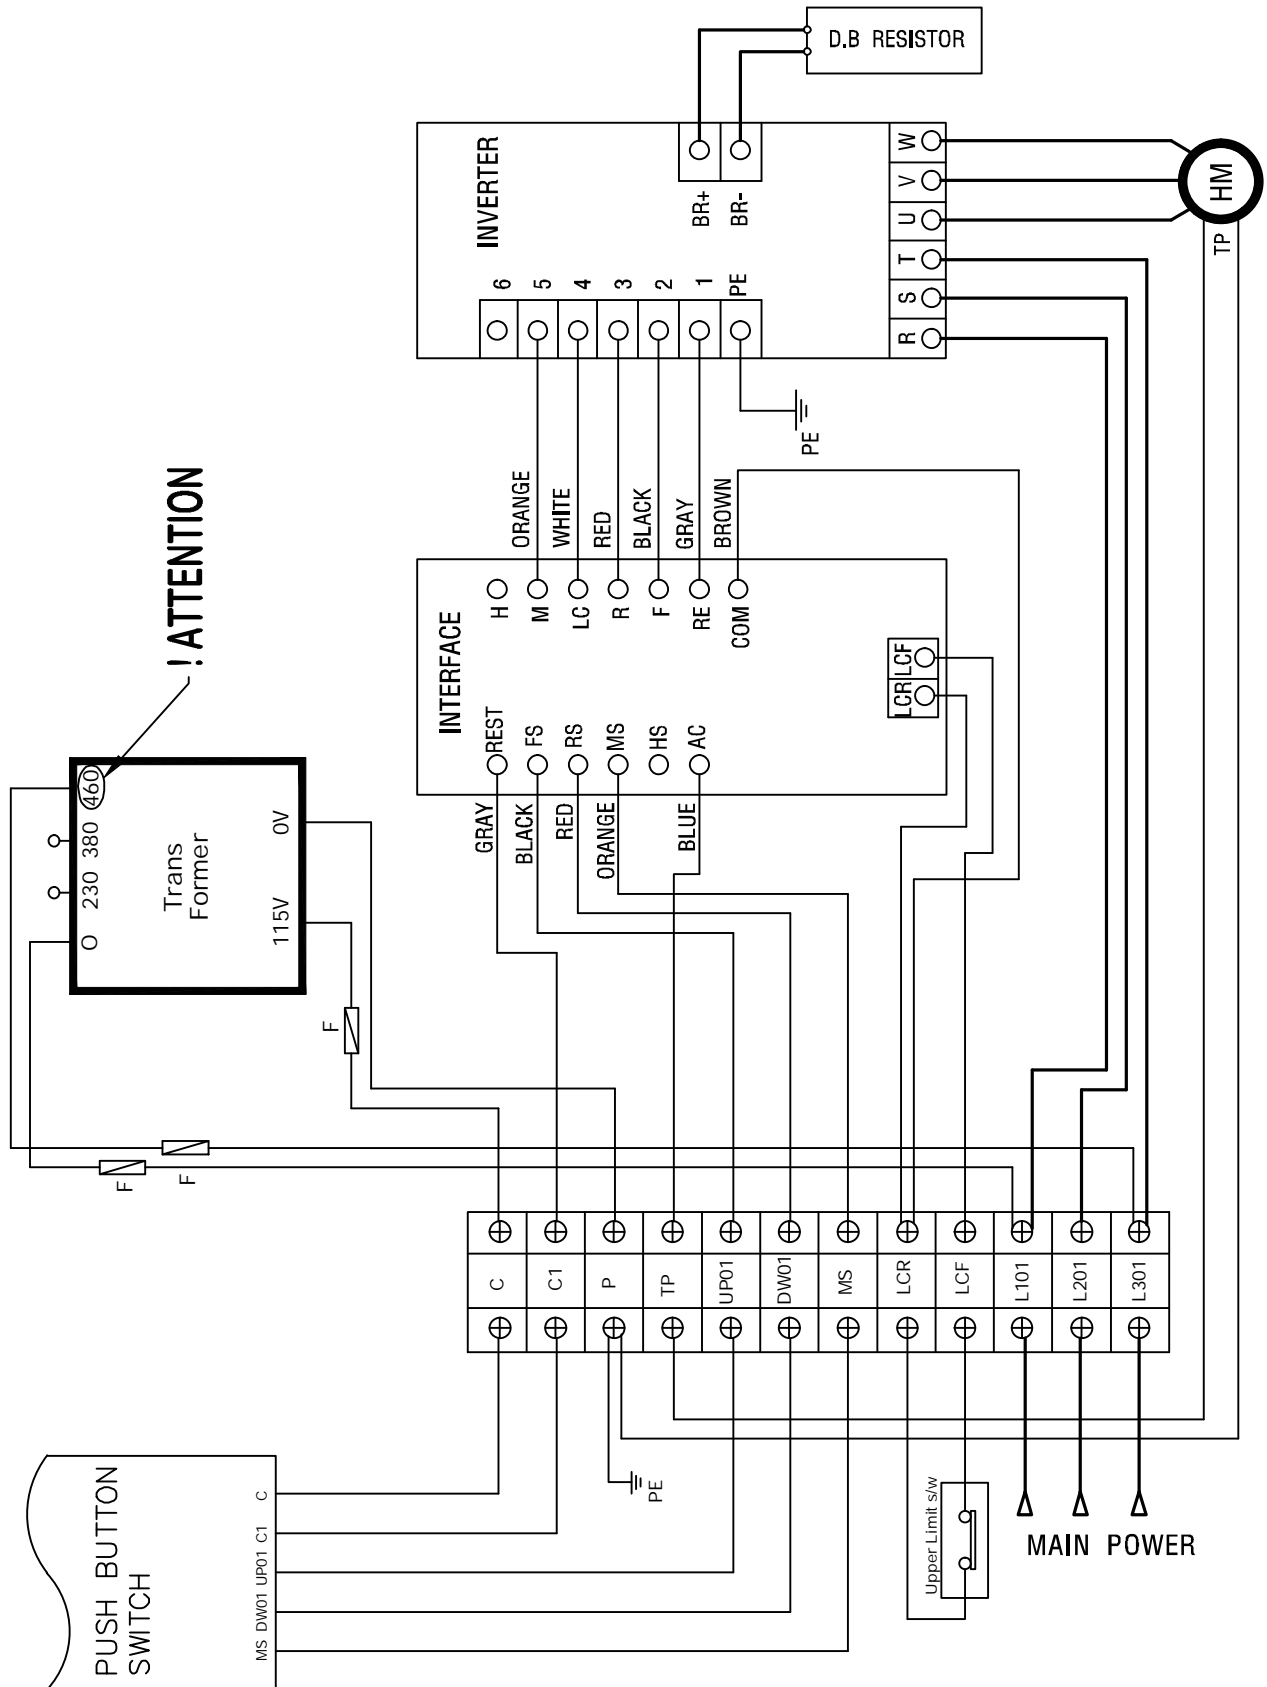 D.B RESISTOR
INVERTER
BR+
BR-
W
V
U
T
S
R
HM
TP
6
5
4
3
2
1
PE
PE
ORANGE
WHITE
RED
BLACK
GRAY
BROWN
! ATTENTION
INTERFACE
H
M
LC
R
F
RE
COM
LCR
LCF
REST
FS
RS
MS
HS
AC
GRAY
BLACK
RED
ORANGE
BLUE
O
230
380
460
Trans
Former
115V
0V
F
F
F
C
C1
P
TP
UP01
DW01
MS
LCR
LCF
L101
L201
L301
PE
Upper Limit s/w
MAIN POWER
PUSH BUTTON
SWITCH
MS DW01 UP01 C1 C